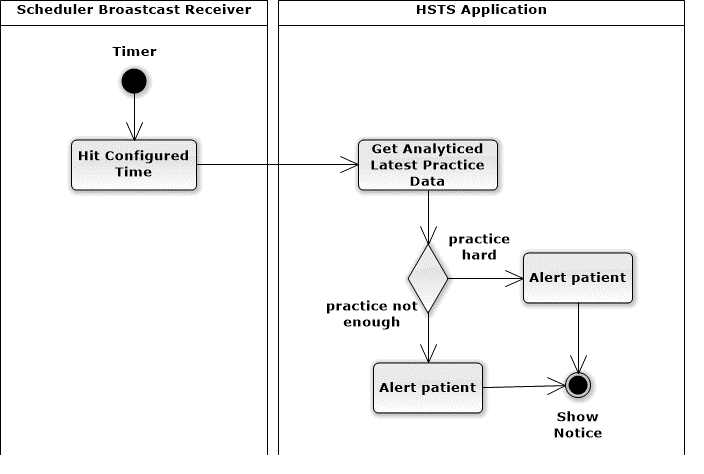 Scheduler Broastcast Receiver
HSTS Application
Timer
Hit Configured
Time
Get Analyticed
Latest Practice
Data
practice
hard
Alert patient
practice not
enough
Alert patient
Show
Notice